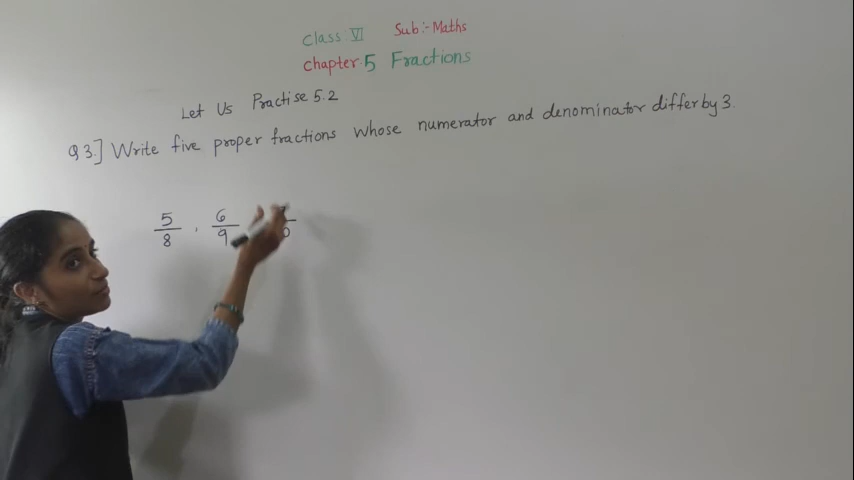 Class VI Sub:- Maths
Chapter. 5 Fractions
Let Us Practise 5.2
Q 3.] Write five proper fractions whose numerator and denominator differ by 3.
5/8 , 6/9